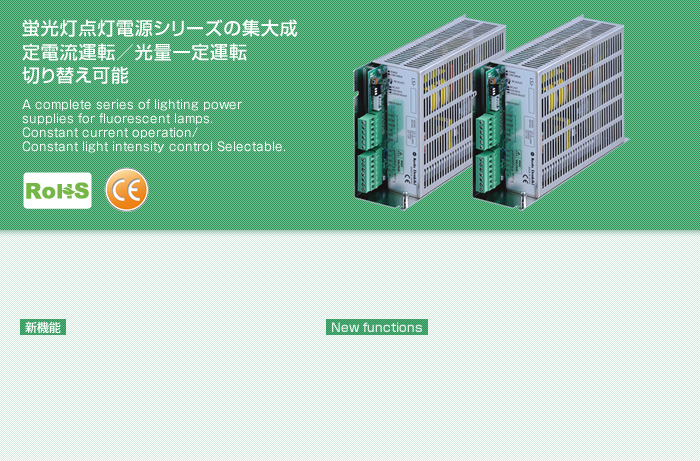 蛍光灯点灯電源シリーズの集大成
定電流運転／光量一定運転
切り替え可能
A complete series of lighting power
supplies for fluorescent lamps.
Constant current operation/
Constant light intensity control Selectable.
RoHS
CE
新機能
New functions